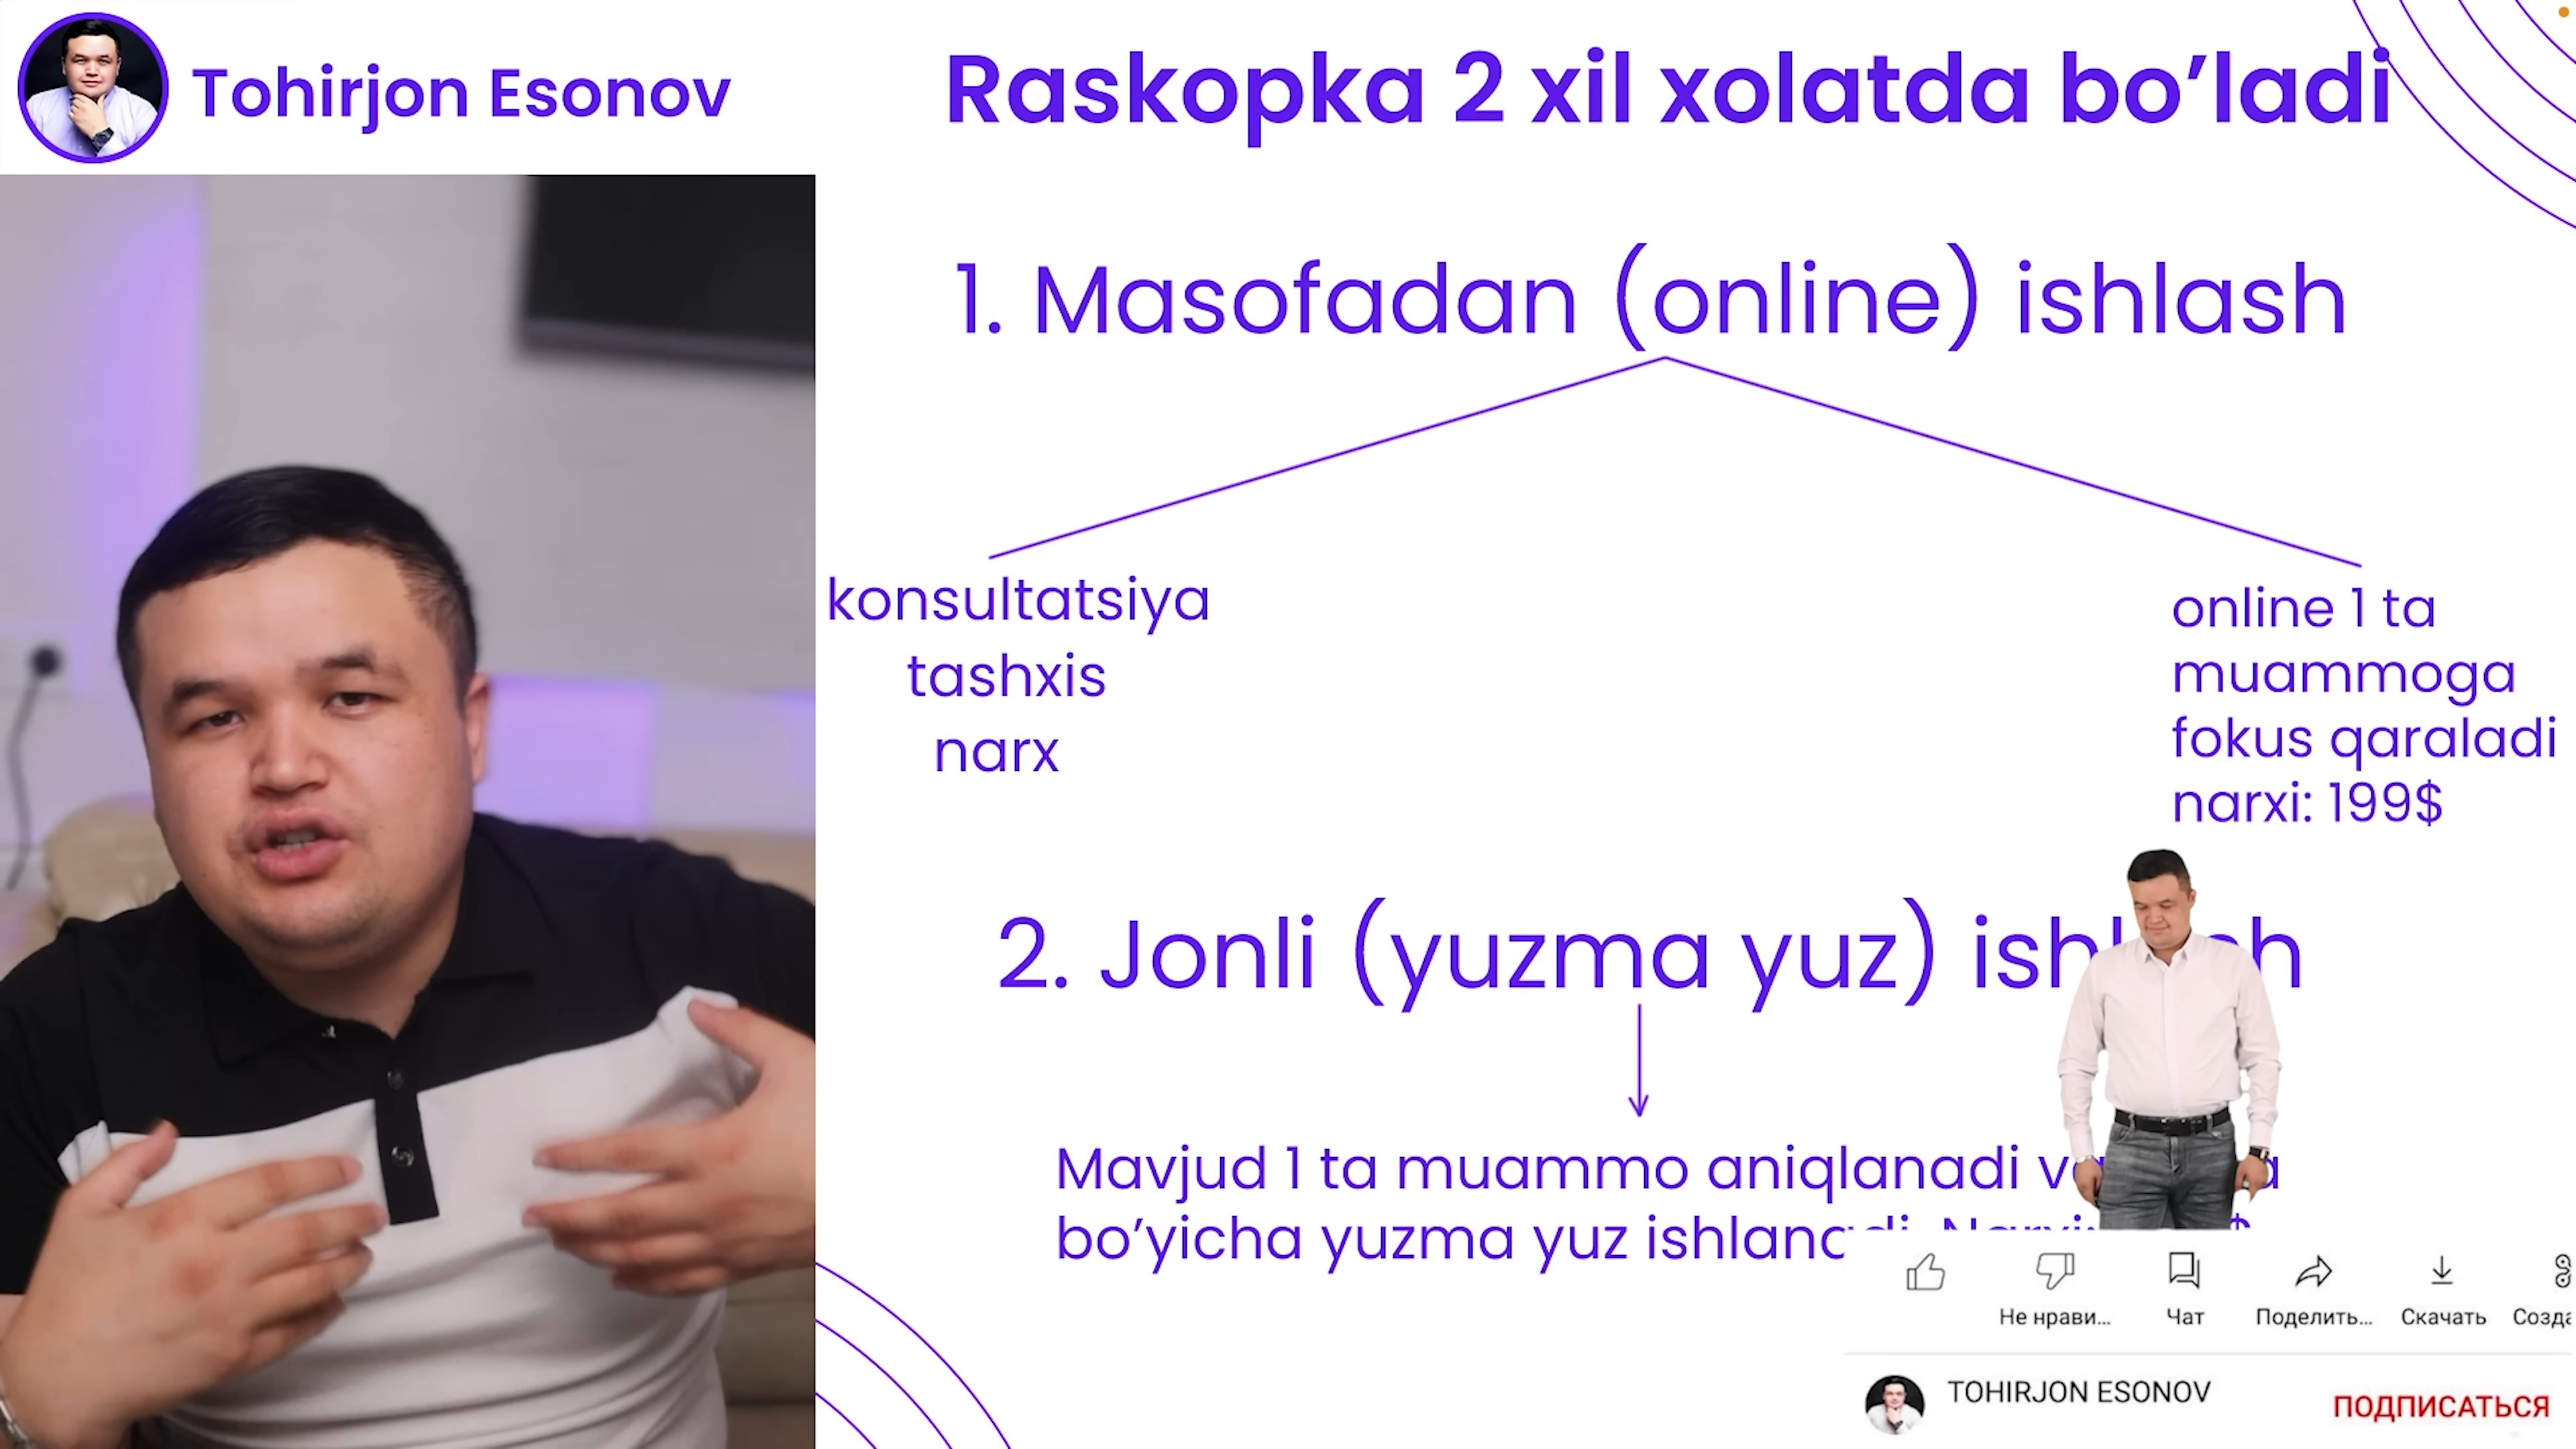 Tohirjon Esonov
Raskopka 2 xil xolatda bo’ladi
1. Masofadan (online) ishlash
konsultatsiya
tashxis
narx
online 1 ta
muammoga
fokus qaraladi
narxi: 199$
2. Jonli (yuzma yuz)
Mavjud 1 ta muammo aniqlanadi
bo’yicha yuzma yuz
Не нрави...
Чат
Поделить...
Скачать
TOHIRJON ESONOV
ПОДПИСАТЬСЯ